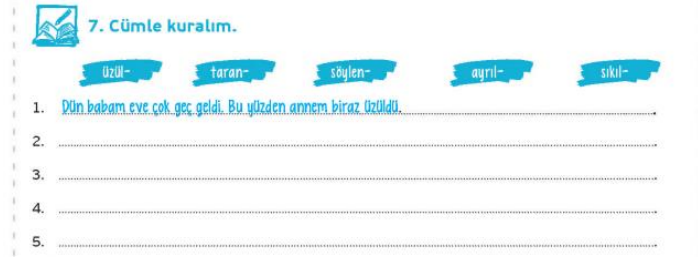 7. Cümle kuralım.
üzül- taran- söylen- ayrıl- sıkıl-
1. Dün babam eve çok geç geldi. Bu yüzden annem biraz üzüldü.
2.
3.
4.
5.